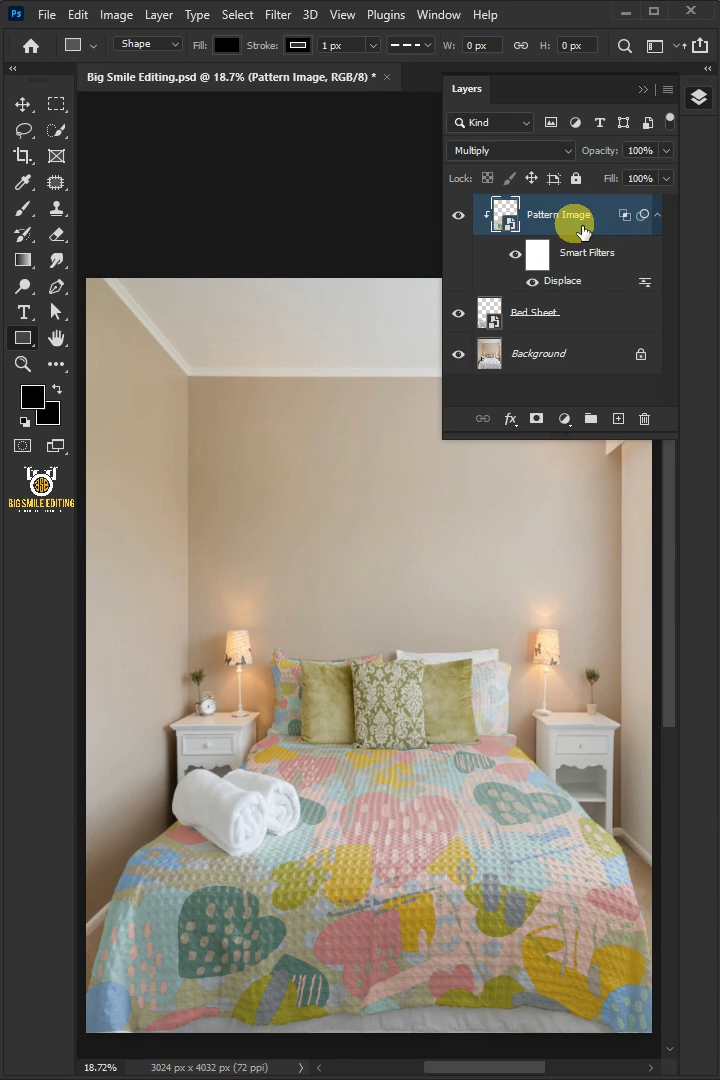 Ps File Edit Image Layer Type Select Filter 3D View Plugins Window Help
Shape Fill: Stroke: 1 px W: 0 px H: 0 px
Big Smile Editing.psd @ 18.7% (Pattern Image, RGB/8) *
Layers
Kind
Multiply Opacity: 100%
Lock: Fill: 100%
Pattern Image
Smart Filters
Displace
Bed Sheet
Background
fx
BIG SMILE EDITING
18.72% 3024 px x 4032 px (72 ppi)